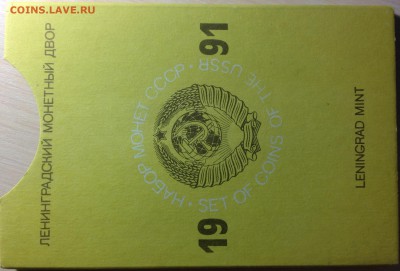 COINS.LAVE.RU
ЛЕНИНГРАДСКИЙ МОНЕТНЫЙ ДВОР
НАБОР МОНЕТ СССР · SET OF COINS OF THE USSR ·
19 91
LENINGRAD MINT